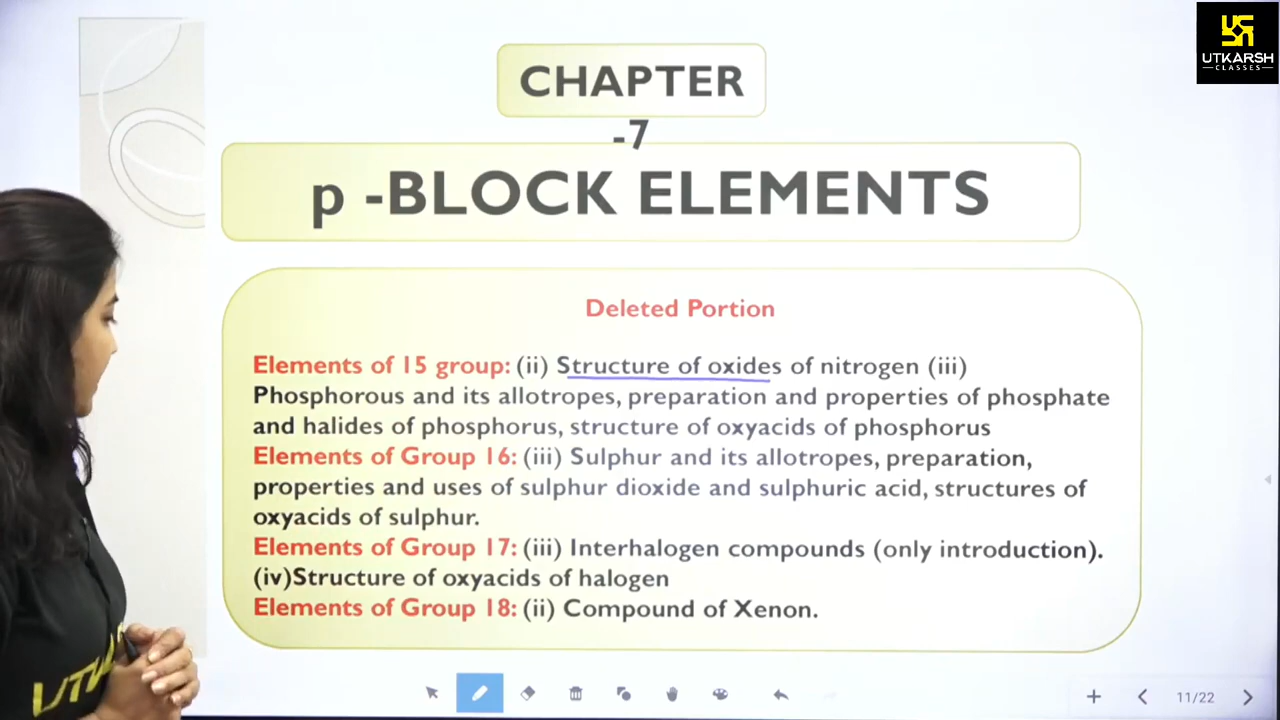 UTKARSH
CLASSES
CHAPTER
-7
p -BLOCK ELEMENTS
Deleted Portion
Elements of 15 group: (ii) Structure of oxides of nitrogen (iii)
Phosphorous and its allotropes, preparation and properties of phosphate
and halides of phosphorus, structure of oxyacids of phosphorus
Elements of Group 16: (iii) Sulphur and its allotropes, preparation,
properties and uses of sulphur dioxide and sulphuric acid, structures of
oxyacids of sulphur.
Elements of Group 17: (iii) Interhalogen compounds (only introduction).
(iv)Structure of oxyacids of halogen
Elements of Group 18: (ii) Compound of Xenon.
11/22